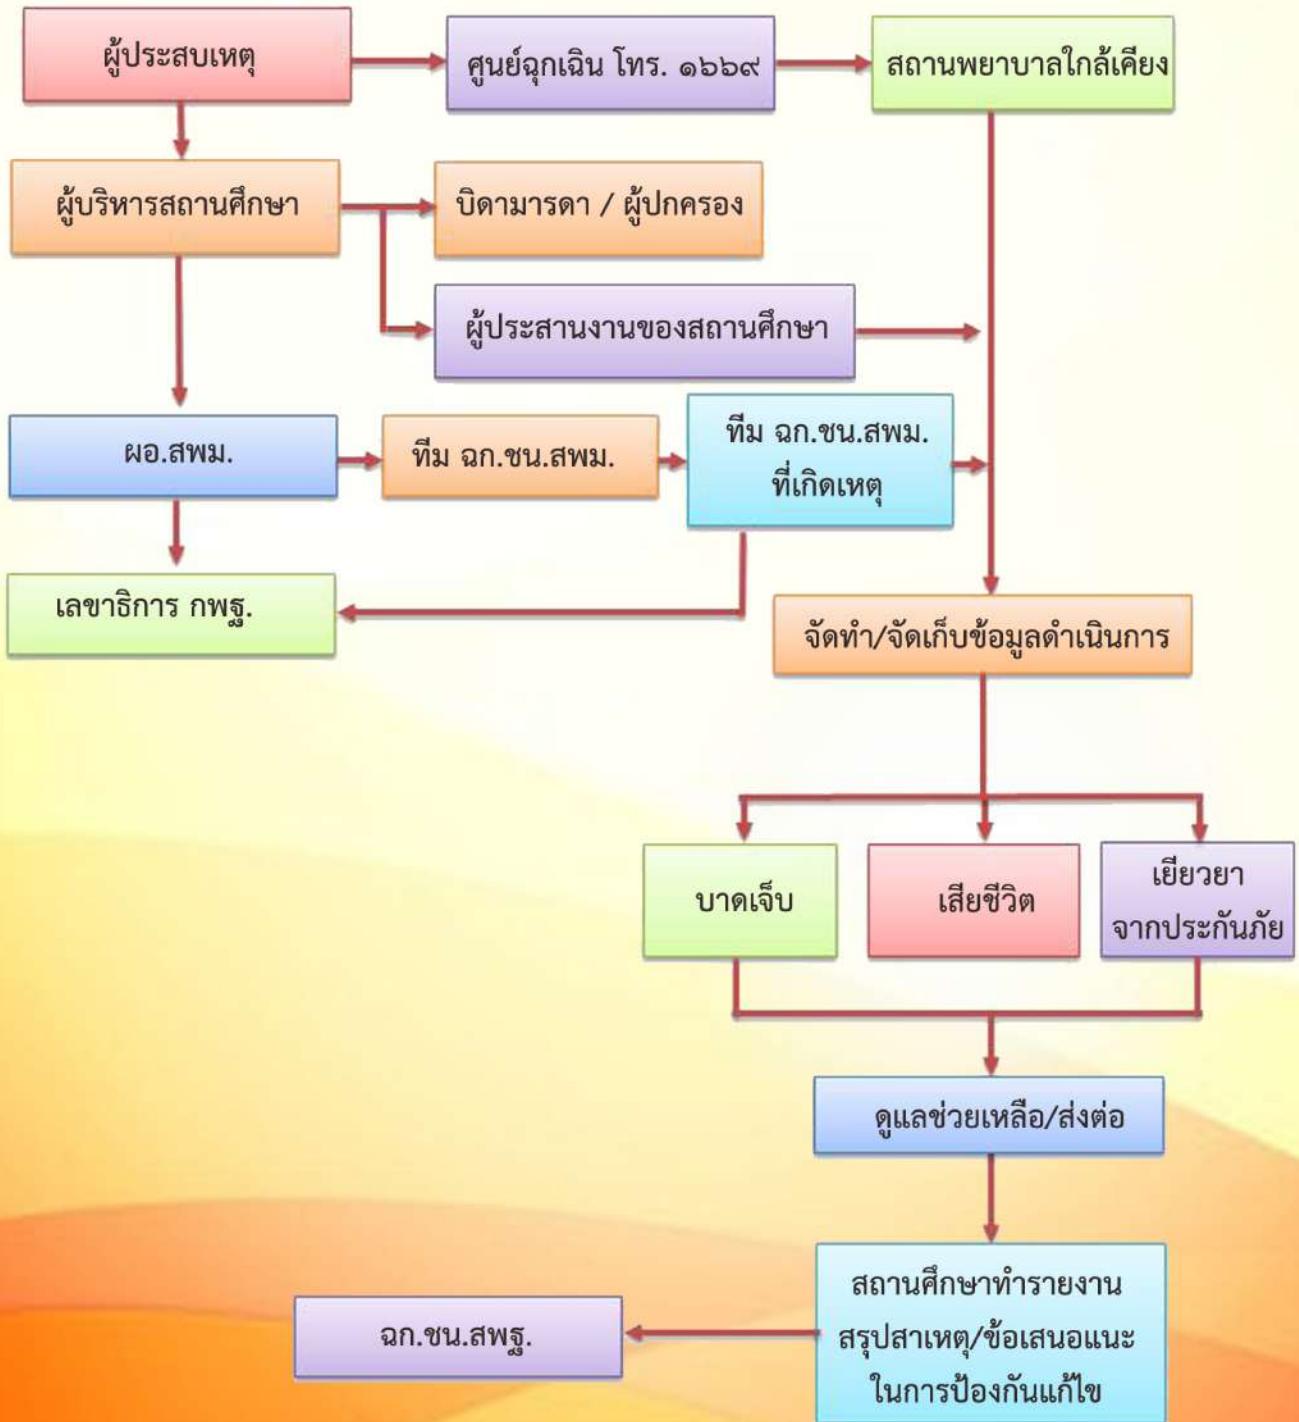 ผู้ประสบเหตุ
ศูนย์ฉุกเฉิน โทร. ๑๖๖๙
สถานพยาบาลใกล้เคียง
ผู้บริหารสถานศึกษา
บิดามารดา / ผู้ปกครอง
ผู้ประสานงานของสถานศึกษา
ผอ.สพม.
ทีม ฉก.ชน.สพม.
ทีม ฉก.ชน.สพม.
ที่เกิดเหตุ
เลขาธิการ กพฐ.
จัดทำ/จัดเก็บข้อมูลดำเนินการ
บาดเจ็บ
เสียชีวิต
เยียวยา
จากประกันภัย
ดูแลช่วยเหลือ/ส่งต่อ
สถานศึกษาทำรายงาน
สรุปสาเหตุ/ข้อเสนอแนะ
ในการป้องกันแก้ไข
ฉก.ชน.สพฐ.